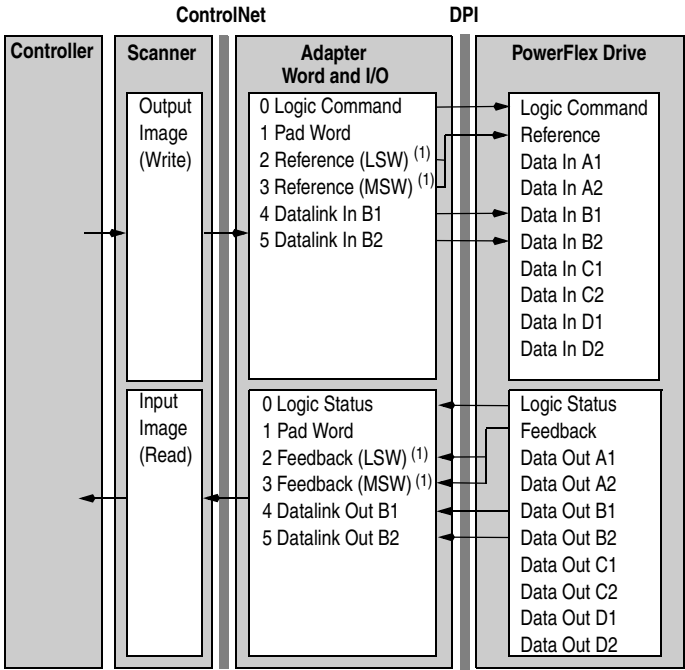 ControlNet
DPI
Controller
Scanner
Adapter
Word and I/O
PowerFlex Drive
Output
Image
(Write)
0 Logic Command
1 Pad Word
2 Reference (LSW) (1)
3 Reference (MSW) (1)
4 Datalink In B1
5 Datalink In B2
Logic Command
Reference
Data In A1
Data In A2
Data In B1
Data In B2
Data In C1
Data In C2
Data In D1
Data In D2
Input
Image
(Read)
0 Logic Status
1 Pad Word
2 Feedback (LSW) (1)
3 Feedback (MSW) (1)
4 Datalink Out B1
5 Datalink Out B2
Logic Status
Feedback
Data Out A1
Data Out A2
Data Out B1
Data Out B2
Data Out C1
Data Out C2
Data Out D1
Data Out D2